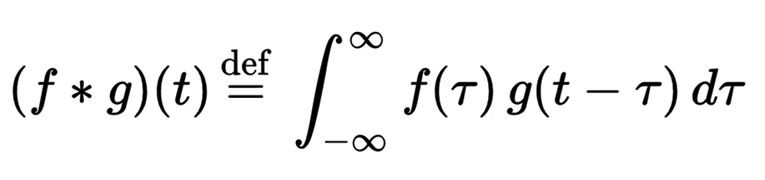 (f * g)(t) ≝ ∫_{-∞}^{∞} f(τ) g(t − τ) dτ